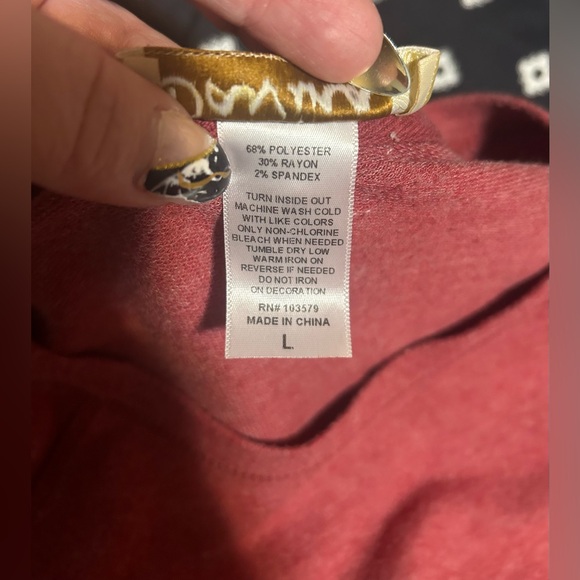 68% POLYESTER
30% RAYON
2% SPANDEX
TURN INSIDE OUT
MACHINE WASH COLD
WITH LIKE COLORS
ONLY NON-CHLORINE
BLEACH WHEN NEEDED
TUMBLE DRY LOW
WARM IRON ON
REVERSE IF NEEDED
DO NOT IRON
ON DECORATION
RN# 103579
MADE IN CHINA
L